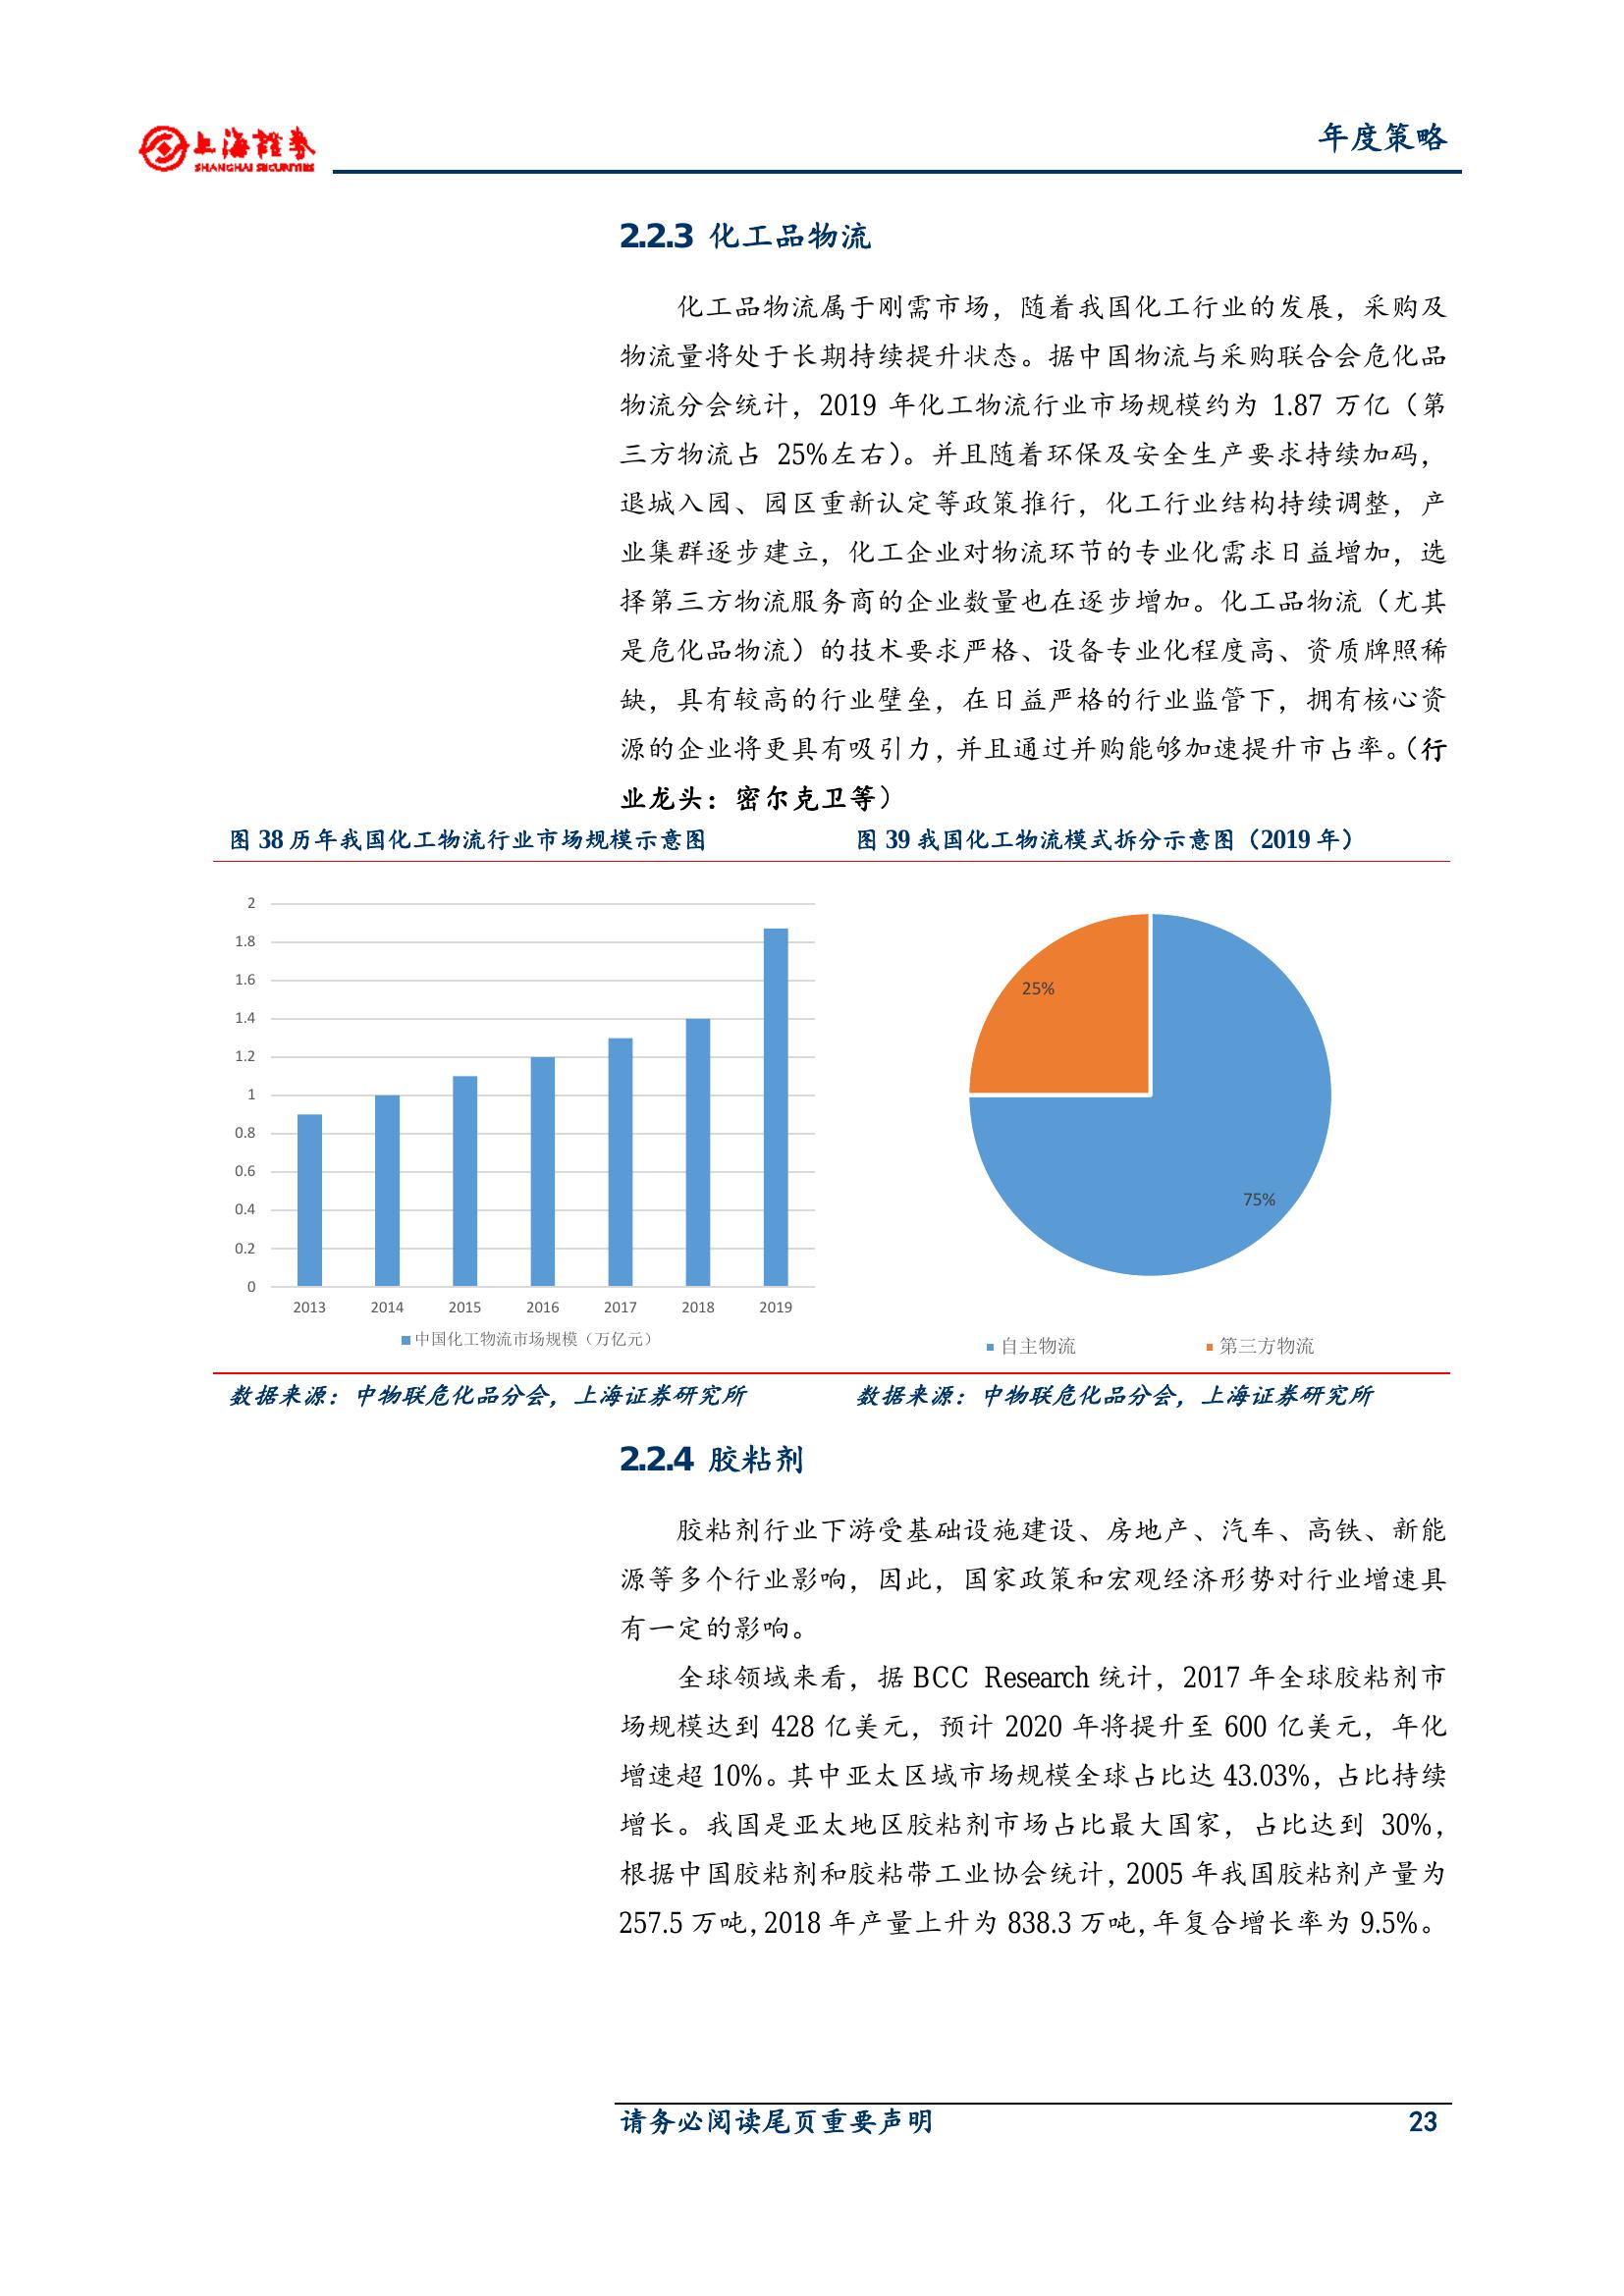 上海證券
SHANGHAI SECURITIES
年度策略
2.2.3 化工品物流
化工品物流属于刚需市场，随着我国化工行业的发展，采购及
物流量将处于长期持续提升状态。据中国物流与采购联合会危化品
物流分会统计，2019 年化工物流行业市场规模约为 1.87 万亿（第
三方物流占 25%左右）。并且随着环保及安全生产要求持续加码，
退城入园、园区重新认定等政策推行，化工行业结构持续调整，产
业集群逐步建立，化工企业对物流环节的专业化需求日益增加，选
择第三方物流服务商的企业数量也在逐步增加。化工品物流（尤其
是危化品物流）的技术要求严格、设备专业化程度高、资质牌照稀
缺，具有较高的行业壁垒，在日益严格的行业监管下，拥有核心资
源的企业将更具有吸引力，并且通过并购能够加速提升市占率。（行
业龙头：密尔克卫等）
图 38 历年我国化工物流行业市场规模示意图
2
1.8
1.6
1.4
1.2
1
0.8
0.6
0.4
0.2
0
2013 2014 2015 2016 2017 2018 2019
中国化工物流市场规模（万亿元）
数据来源：中物联危化品分会，上海证券研究所
图 39 我国化工物流模式拆分示意图（2019 年）
25%
75%
自主物流 第三方物流
数据来源：中物联危化品分会，上海证券研究所
2.2.4 胶粘剂
胶粘剂行业下游受基础设施建设、房地产、汽车、高铁、新能
源等多个行业影响，因此，国家政策和宏观经济形势对行业增速具
有一定的影响。
全球领域来看，据 BCC Research 统计，2017 年全球胶粘剂市
场规模达到 428 亿美元，预计 2020 年将提升至 600 亿美元，年化
增速超 10%。其中亚太区域市场规模全球占比达 43.03%，占比持续
增长。我国是亚太地区胶粘剂市场占比最大国家，占比达到 30%，
根据中国胶粘剂和胶粘带工业协会统计，2005 年我国胶粘剂产量为
257.5 万吨，2018 年产量上升为 838.3 万吨，年复合增长率为 9.5%。
请务必阅读尾页重要声明
23